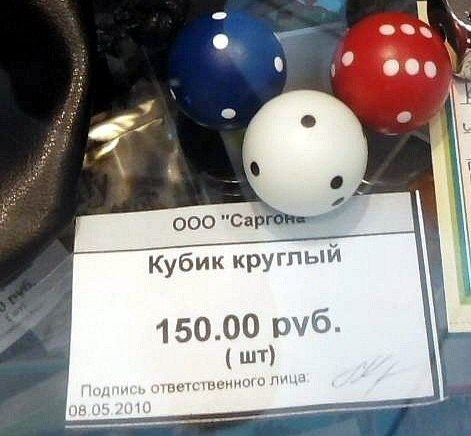 ООО "Саргона
Кубик круглый
150.00 руб.
( шт)
Подпись ответственного лица:
08.05.2010